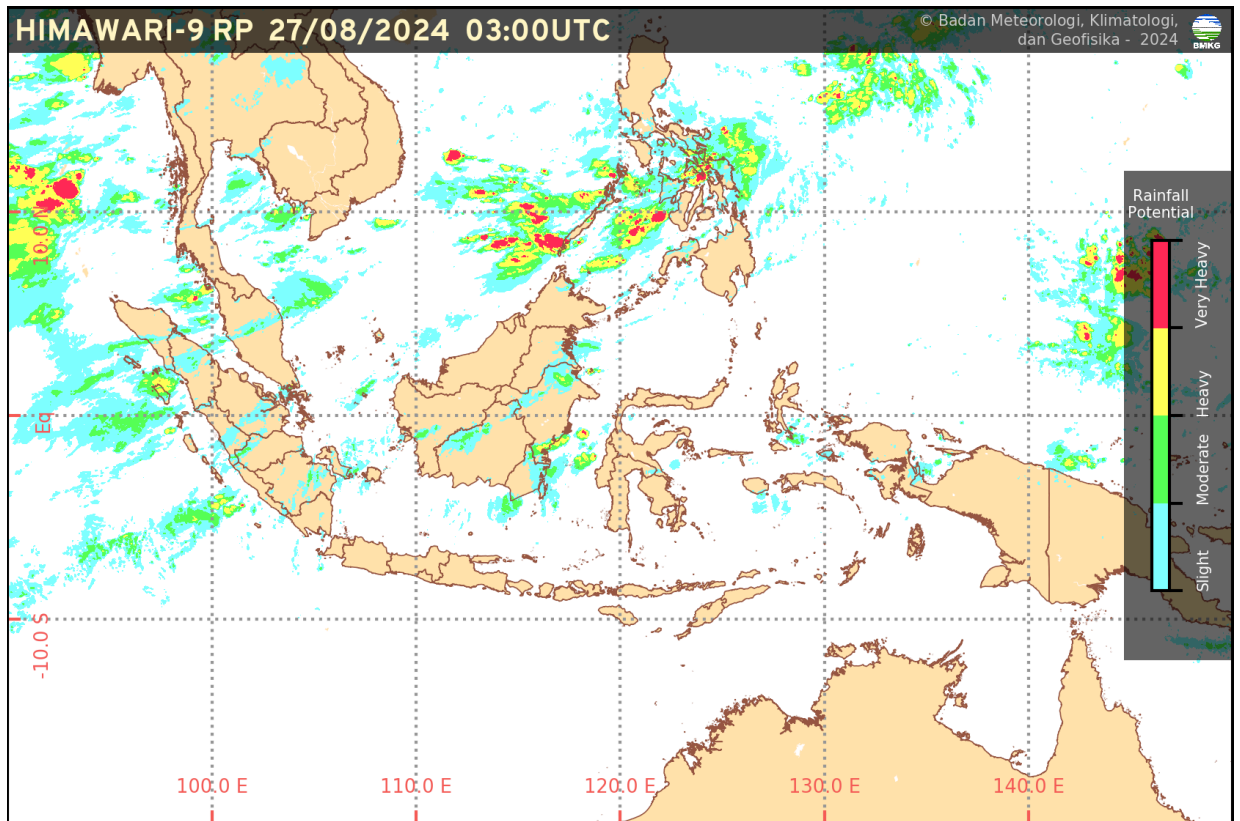 HIMAWARI-9 RP 27/08/2024 03:00UTC
© Badan Meteorologi, Klimatologi,
dan Geofisika - 2024
BMKG
Rainfall
Potential
Very Heavy
Heavy
Moderate
Slight
10.0 N
Eq
-10.0 S
100.0 E
110.0 E
120.0 E
130.0 E
140.0 E